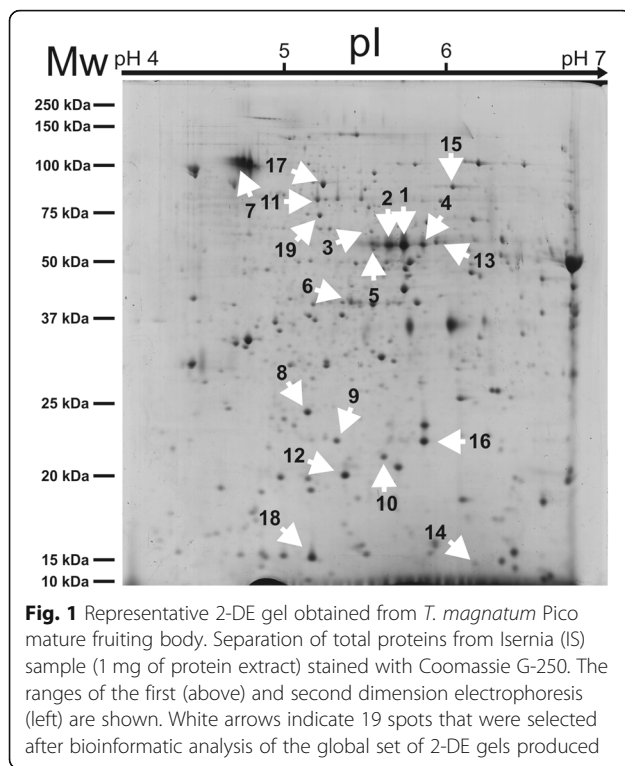 pI
Mw
pH 4 5 6 pH 7
250 kDa
150 kDa
15
100 kDa
17
2 1
11 4
75 kDa
7
3
19
13
50 kDa
6 5
37 kDa
8
25 kDa
9
16
12
20 kDa
10
18 14
15 kDa
10 kDa
Fig. 1 Representative 2-DE gel obtained from T. magnatum Pico
mature fruiting body. Separation of total proteins from Isernia (IS)
sample (1 mg of protein extract) stained with Coomassie G-250. The
ranges of the first (above) and second dimension electrophoresis
(left) are shown. White arrows indicate 19 spots that were selected
after bioinformatic analysis of the global set of 2-DE gels produced